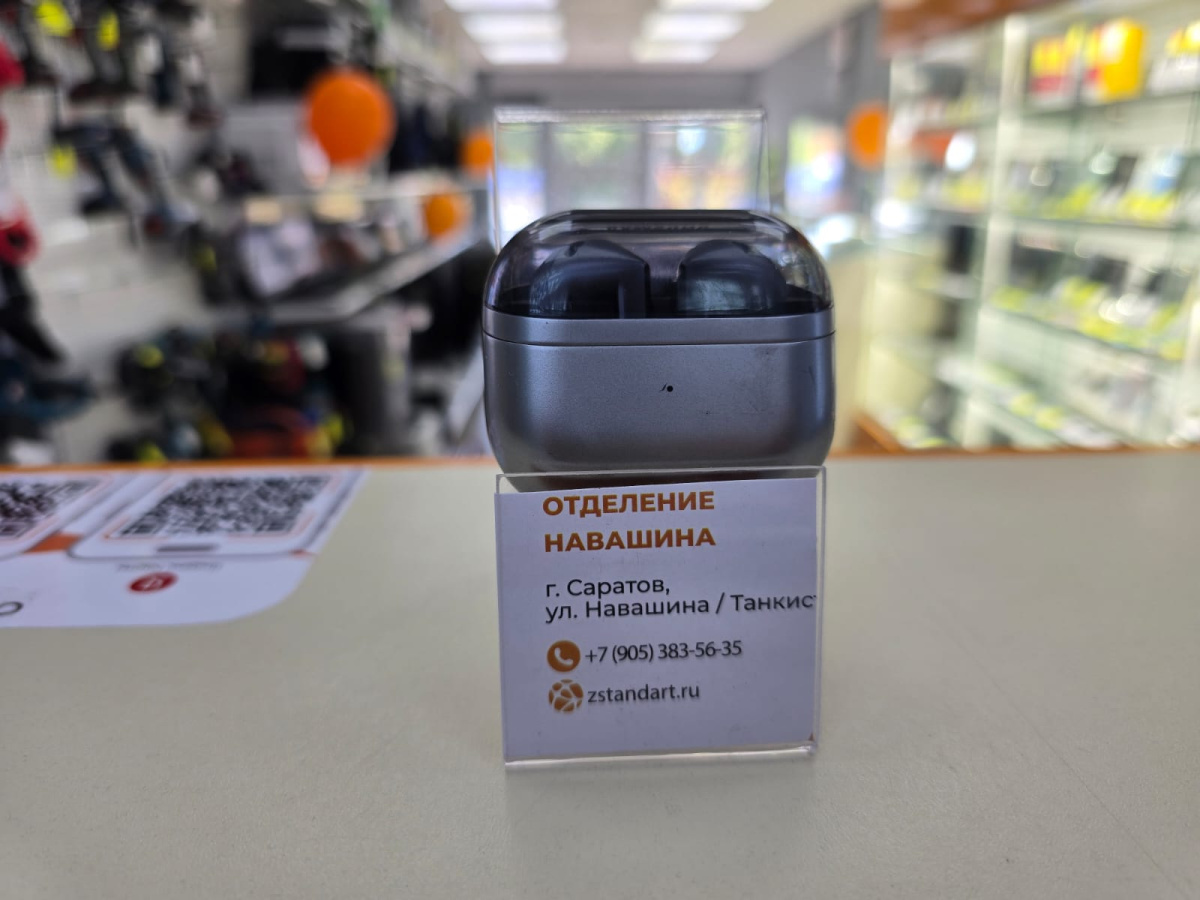 ОТДЕЛЕНИЕ
НАВАШИНА
г. Саратов,
ул. Навашина / Танкис
+7 (905) 383-56-35
zstandart.ru